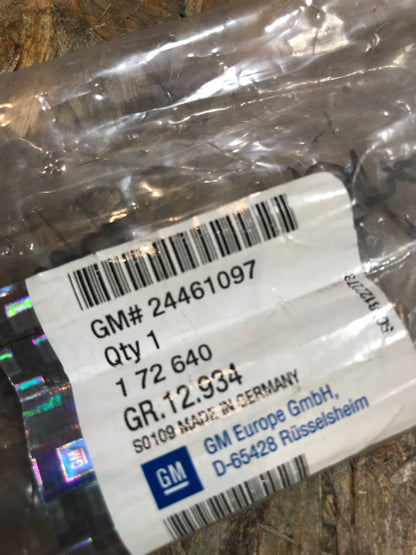 GM# 24461097
Qty 1
1 72 640
GR.12.934
S0109 MADE IN GERMANY
GM
GM Europe GmbH,
D-65428 Rüsselsheim
GM